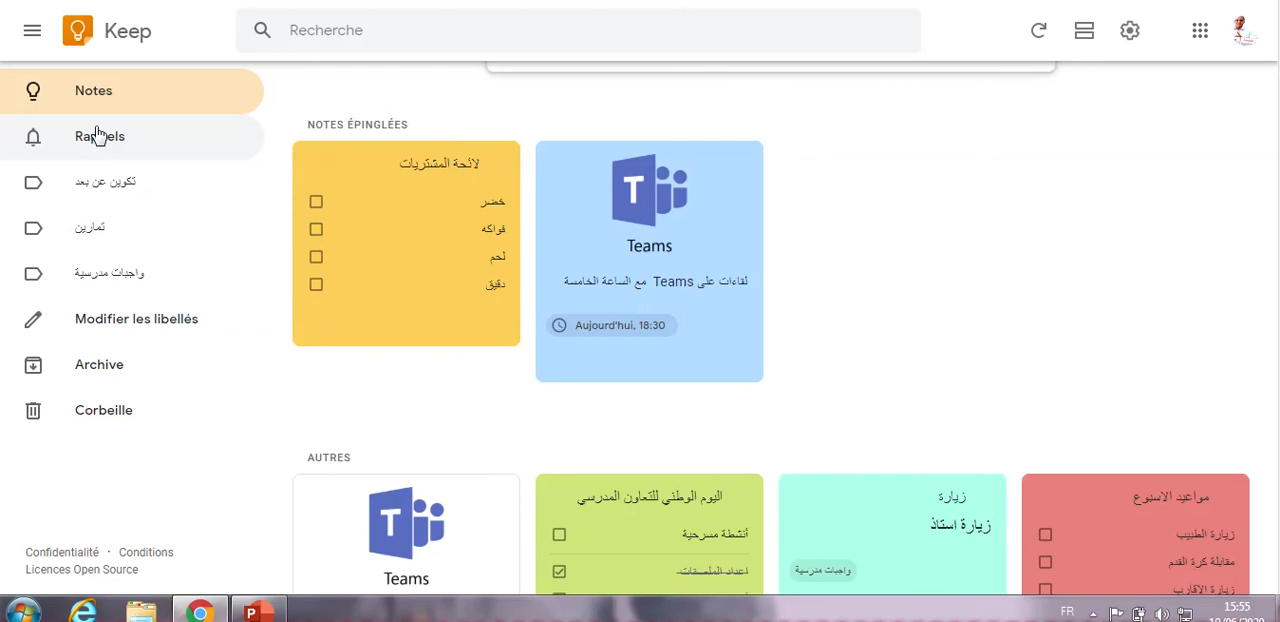 Keep
Recherche
Notes
Rappels
تكوين عن بعد
تمارين
واجبات مدرسية
Modifier les libellés
Archive
Corbeille
Confidentialité · Conditions
Licences Open Source
NOTES ÉPINGLÉES
لائحة المشتريات
خضر
فواكه
لحم
دقيق
T
Teams
لقاءات على Teams مع الساعة الخامسة
Aujourd'hui, 18:30
AUTRES
T
Teams
اليوم الوطني للتعاون المدرسي
أنشطة مسرحية
اعداد الملصقات
زيارة
زيارة استاذ
واجبات مدرسية
مواعيد الاسبوع
زيارة الطبيب
مقابلة كرة القدم
زيارة الاقارب
FR
15:55